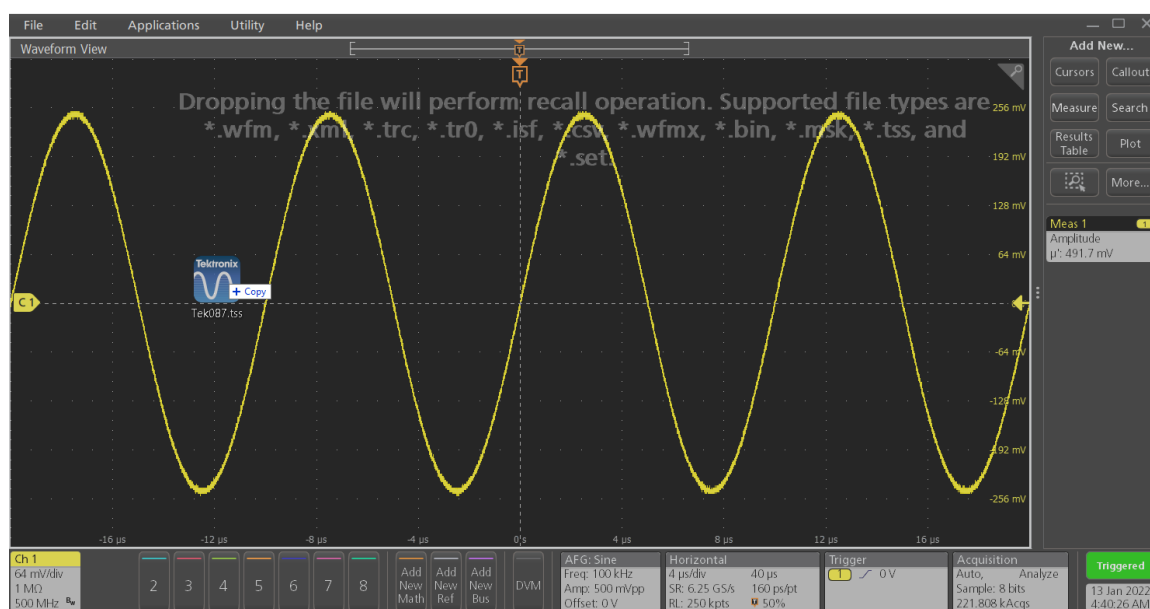 File Edit Applications Utility Help
Waveform View
T
T
Dropping the file will perform recall operation. Supported file types are
*.wfm, *.xml, *.trc, *.tr0, *.isf, *.csv, *.wfmx, *.bin, *.msk, *.tss, and
*.set.
256 mV
192 mV
128 mV
64 mV
-64 mV
-128 mV
-192 mV
-256 mV
C 1
Tektronix
+ Copy
Tek087.tss
-16 µs -12 µs -8 µs -4 µs 0 s 4 µs 8 µs 12 µs 16 µs
Add New...
Cursors Callout
Measure Search
Results
Table
Plot
More...
Meas 1 1
Amplitude
µ': 491.7 mV
Ch 1
64 mV/div
1 MΩ
500 MHz Bw
2 3 4 5 6 7 8
Add
New
Math
Add
New
Ref
Add
New
Bus
DVM
AFG: Sine
Freq: 100 kHz
Amp: 500 mVpp
Offset: 0 V
Horizontal
4 µs/div 40 µs
SR: 6.25 GS/s 160 ps/pt
RL: 250 kpts 50%
Trigger
1 0 V
Acquisition
Auto, Analyze
Sample: 8 bits
221.808 kAcqs
Triggered
13 Jan 2022
4:40:26 AM